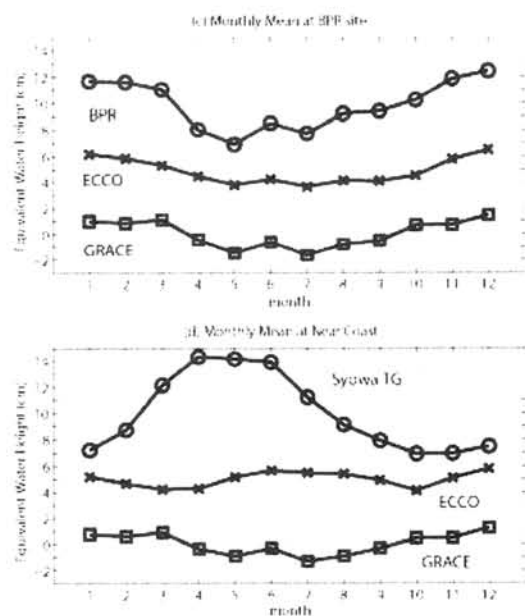 (c) Monthly Mean at BPR site
Equivalent Water Height (cm)
14
12
10
8
6
4
2
0
-2
BPR
ECCO
GRACE
1 2 3 4 5 6 7 8 9 10 11 12
month
(d) Monthly Mean at Near Coast
Equivalent Water Height (cm)
14
12
10
8
6
4
2
0
-2
Syowa TG
ECCO
GRACE
1 2 3 4 5 6 7 8 9 10 11 12
month